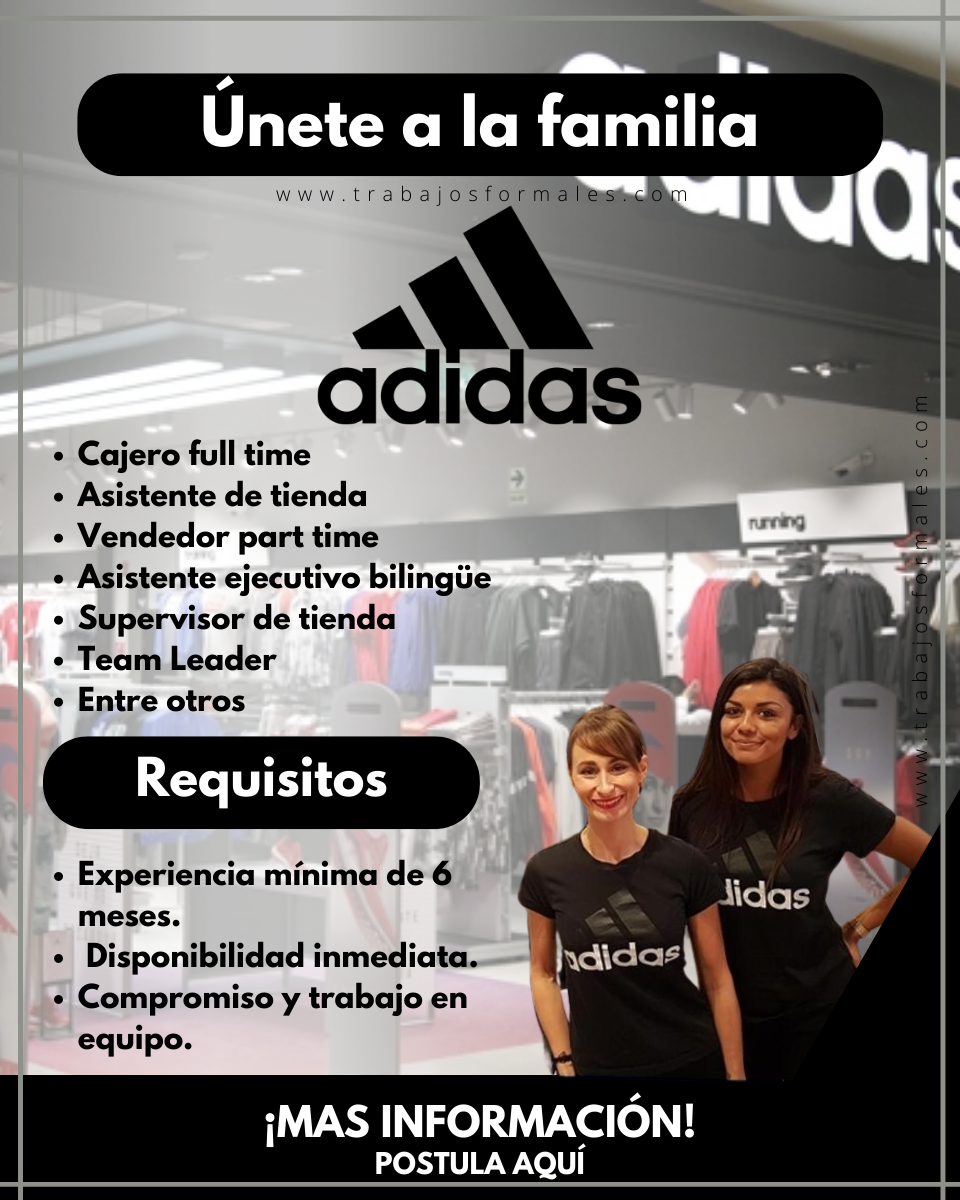 adidas
Únete a la familia
www.trabajosformales.com
adidas
• Cajero full time
• Asistente de tienda
• Vendedor part time
• Asistente ejecutivo bilingüe
• Supervisor de tienda
• Team Leader
• Entre otros
running
www.trabajosformales.com
Requisitos
• Experiencia mínima de 6
meses.
• Disponibilidad inmediata.
• Compromiso y trabajo en
equipo.
didas
adidas
¡MAS INFORMACIÓN!
POSTULA AQUÍ